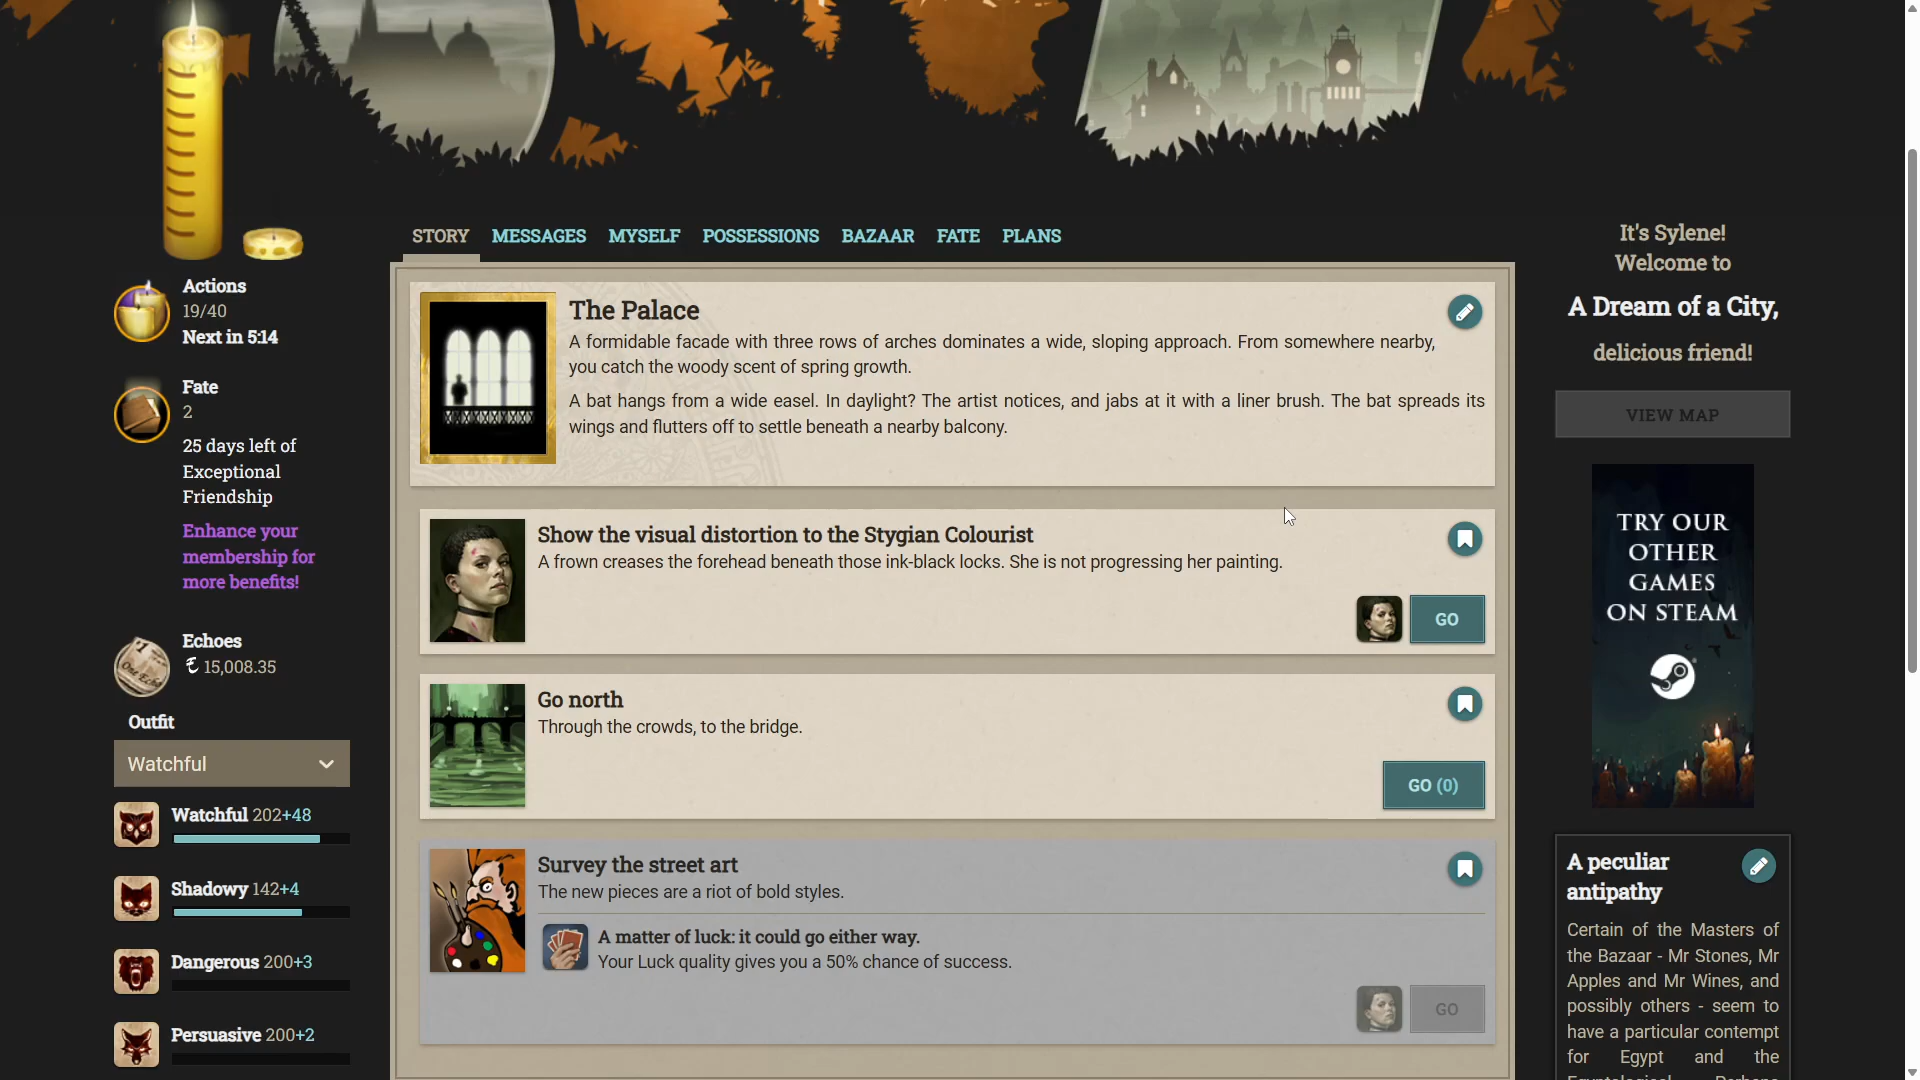 STORY MESSAGES MYSELF POSSESSIONS BAZAAR FATE PLANS
Actions
19/40
Next in 5:14
Fate
2
25 days left of
Exceptional
Friendship
Enhance your
membership for
more benefits!
Echoes
15,008.35
Outfit
Watchful
Watchful 202+48
Shadowy 142+4
Dangerous 200+3
Persuasive 200+2
The Palace
A formidable facade with three rows of arches dominates a wide, sloping approach. From somewhere nearby,
you catch the woody scent of spring growth.
A bat hangs from a wide easel. In daylight? The artist notices, and jabs at it with a liner brush. The bat spreads its
wings and flutters off to settle beneath a nearby balcony.
Show the visual distortion to the Stygian Colourist
A frown creases the forehead beneath those ink-black locks. She is not progressing her painting.
GO
Go north
Through the crowds, to the bridge.
GO (0)
Survey the street art
The new pieces are a riot of bold styles.
A matter of luck: it could go either way.
Your Luck quality gives you a 50% chance of success.
GO
It's Sylene!
Welcome to
A Dream of a City,
delicious friend!
VIEW MAP
TRY OUR
OTHER
GAMES
ON STEAM
A peculiar
antipathy
Certain of the Masters of
the Bazaar - Mr Stones, Mr
Apples and Mr Wines, and
possibly others - seem to
have a particular contempt
for Egypt and the